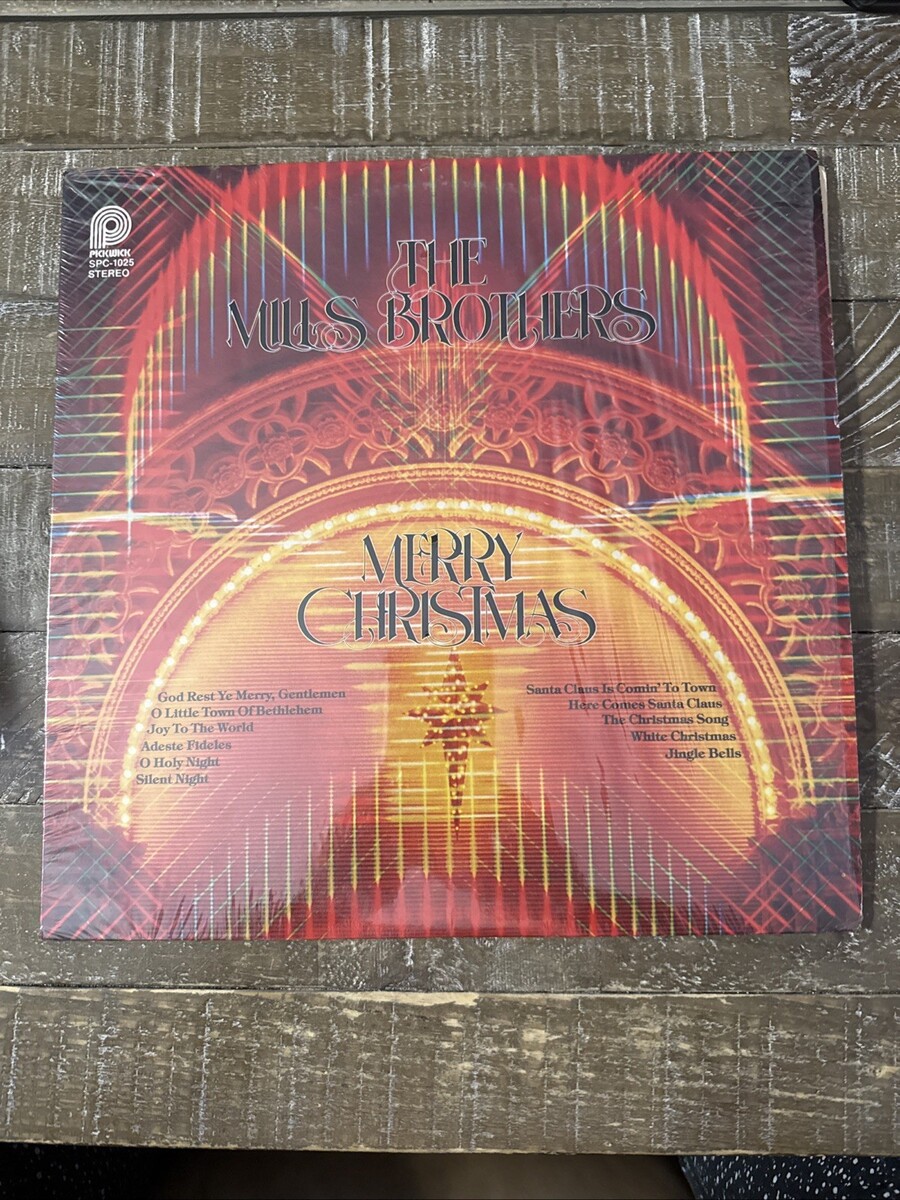 PICKWICK
SPC-1025
STEREO
THE
MILLS BROTHERS
MERRY
CHRISTMAS
God Rest Ye Merry, Gentlemen
O Little Town Of Bethlehem
Joy To The World
Adeste Fideles
O Holy Night
Silent Night
Santa Claus Is Comin' To Town
Here Comes Santa Claus
The Christmas Song
White Christmas
Jingle Bells